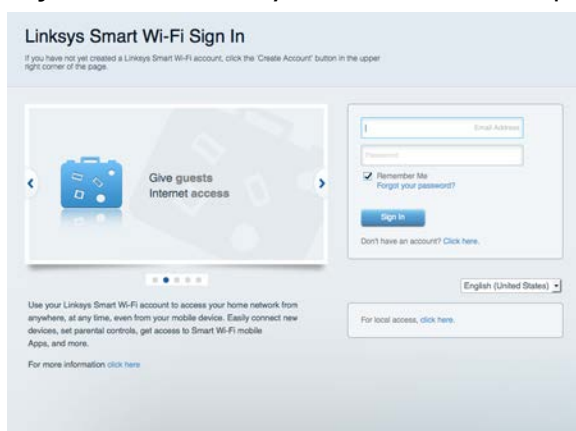 Linksys Smart Wi-Fi Sign In
If you have not yet created a Linksys Smart Wi-Fi account, click the 'Create Account' button in the upper
right corner of the page.
Email Address
Password
Give guests
Internet access
Remember Me
Forgot your password?
Sign In
Don't have an account? Click here.
English (United States)
Use your Linksys Smart Wi-Fi account to access your home network from
anywhere, at any time, even from your mobile device. Easily connect new
devices, set parental controls, get access to Smart Wi-Fi mobile
Apps, and more.
For more information click here
For local access, click here.